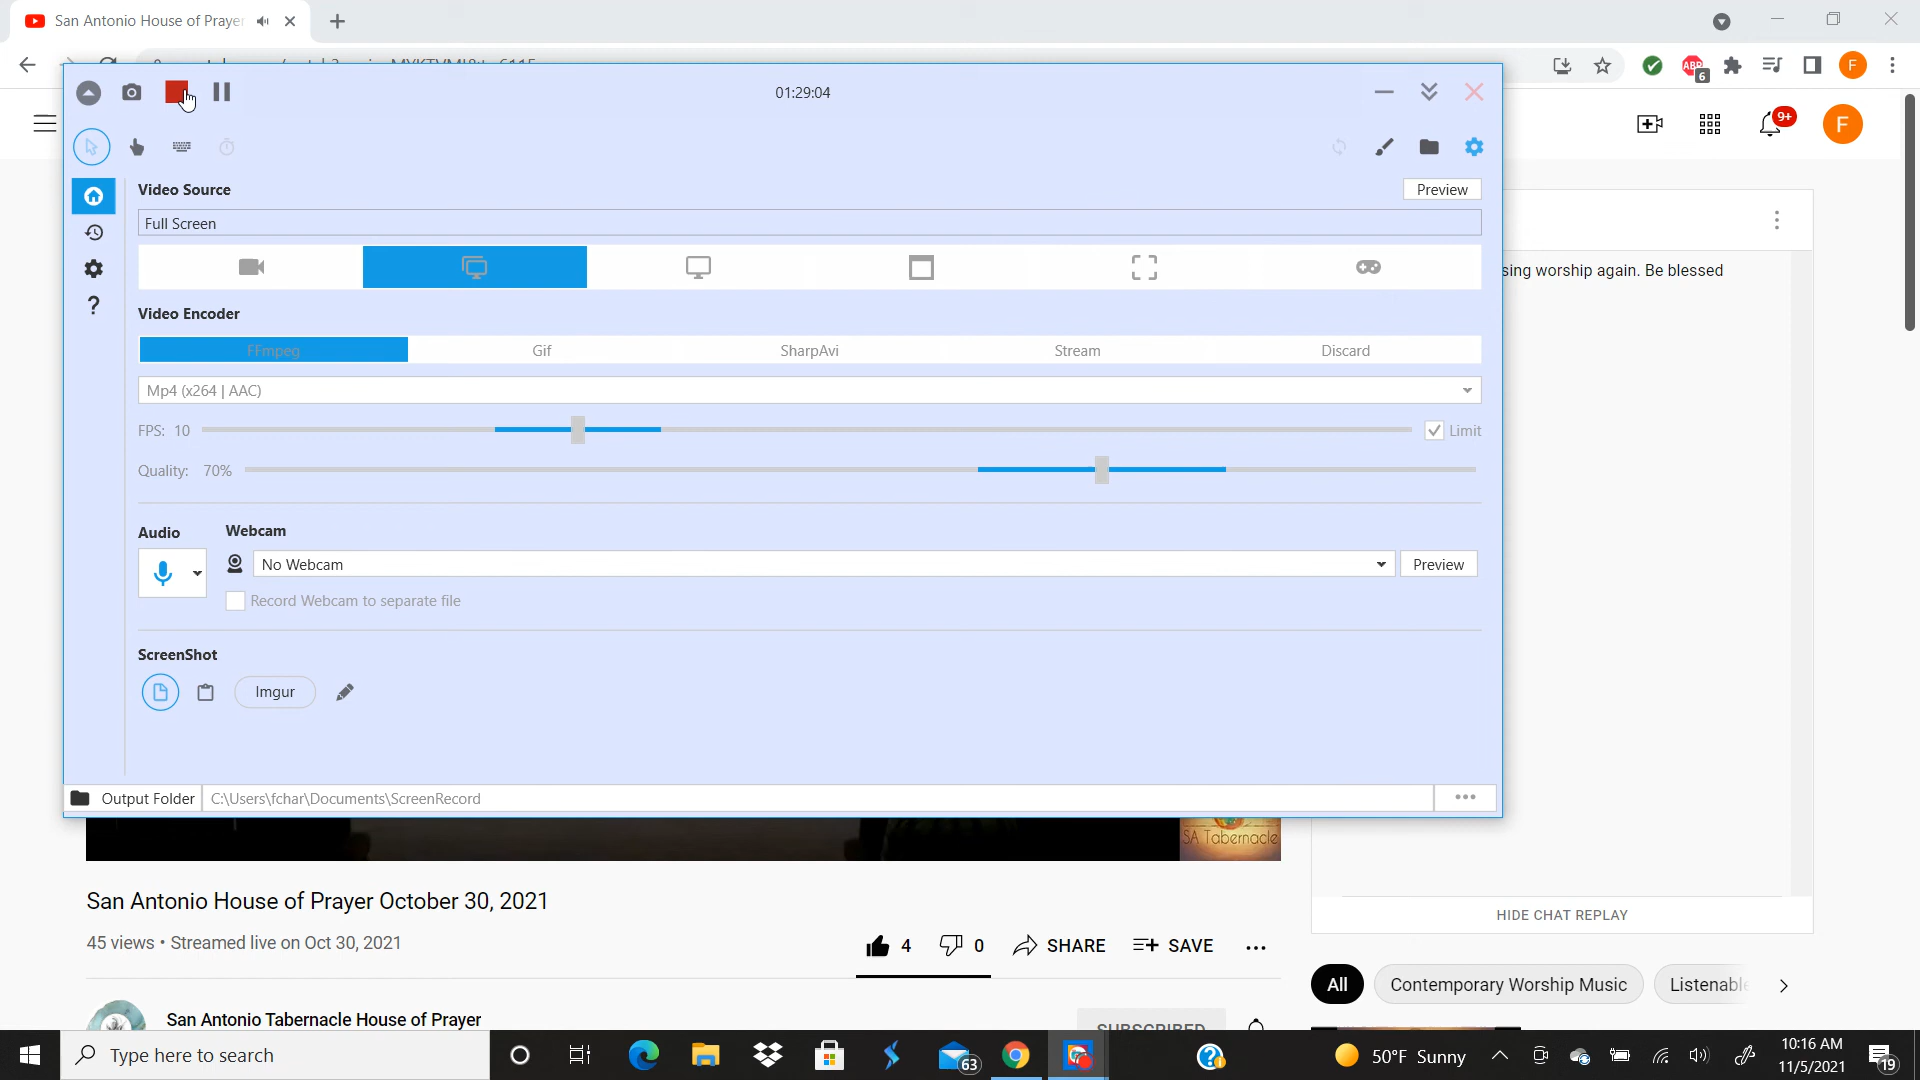 San Antonio House of Praye
01:29:04
9+
F
F
6
ABP
Video Source
Preview
Full Screen
sing worship again. Be blessed
Video Encoder
FFmpeg
Gif
SharpAvi
Stream
Discard
Mp4 (x264 | AAC)
FPS: 10
Limit
Quality: 70%
Audio
Webcam
No Webcam
Preview
Record Webcam to separate file
ScreenShot
Imgur
Output Folder
C:\Users\fchar\Documents\ScreenRecord
SA Tabernacle
San Antonio House of Prayer October 30, 2021
HIDE CHAT REPLAY
45 views • Streamed live on Oct 30, 2021
4
0
SHARE
SAVE
All
Contemporary Worship Music
Listenable
San Antonio Tabernacle House of Prayer
SUBSCRIBED
Type here to search
63
50°F Sunny
10:16 AM
11/5/2021
19